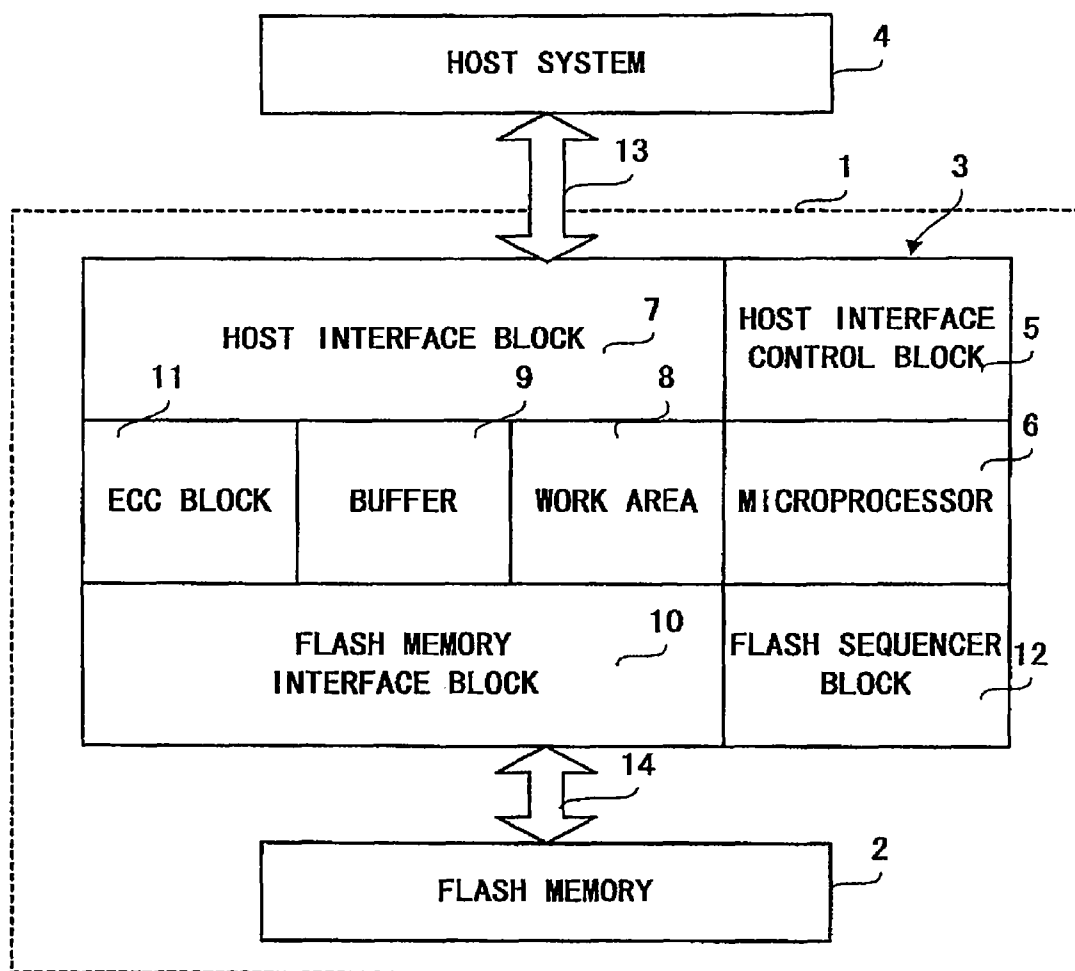 4
HOST SYSTEM
13
1
3
HOST INTERFACE BLOCK
7
HOST INTERFACE
CONTROL BLOCK
5
11
9
8
6
ECC BLOCK
BUFFER
WORK AREA
MICROPROCESSOR
FLASH MEMORY
INTERFACE BLOCK
10
FLASH SEQUENCER
BLOCK
12
14
2
FLASH MEMORY